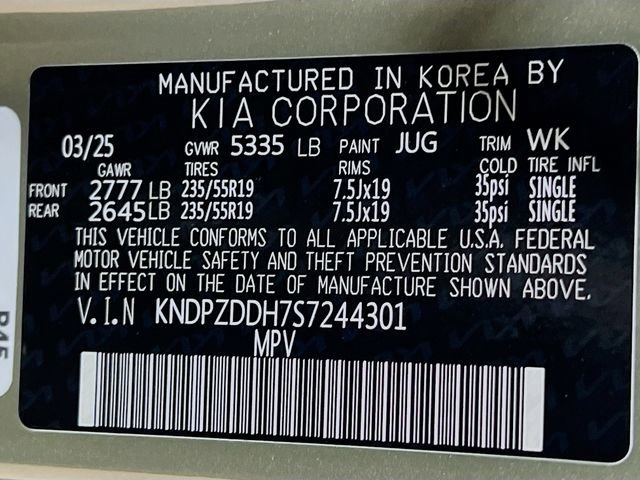 MANUFACTURED IN KOREA BY
KIA CORPORATION
03/25 GVWR 5335 LB PAINT JUG TRIM WK
GAWR TIRES RIMS COLD TIRE INFL
FRONT 2777 LB 235/55R19 7.5Jx19 35psi SINGLE
REAR 2645 LB 235/55R19 7.5Jx19 35psi SINGLE
THIS VEHICLE CONFORMS TO ALL APPLICABLE U.S.A. FEDERAL
MOTOR VEHICLE SAFETY AND THEFT PREVENTION STANDARDS
IN EFFECT ON THE DATE OF MANUFACTURE SHOWN ABOVE.
V.I.N KNDPZDDH7S7244301
MPV